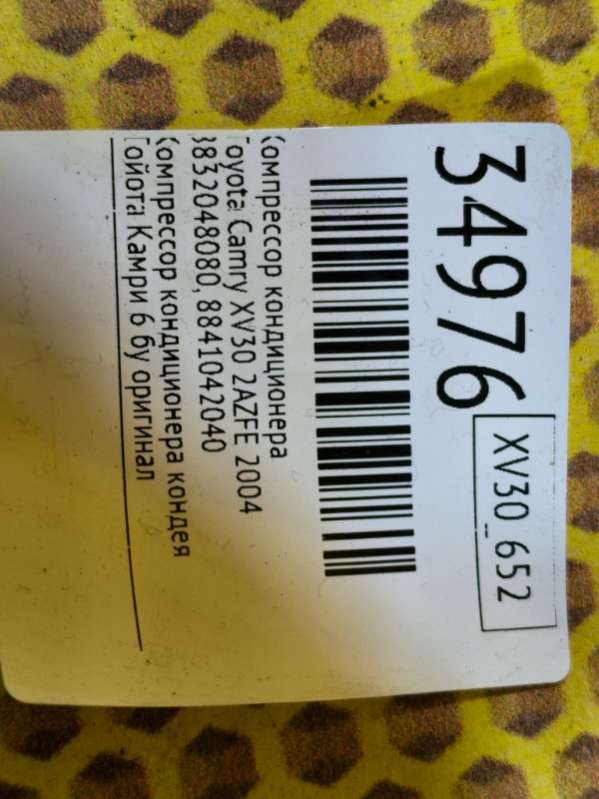 34976
XV30_652
Компрессор кондиционера
Toyota Camry XV30 2AZFE 2004
8832048080, 8841042040
Компрессор кондиционера кондея
Тойота Камри 6 бу оригинал